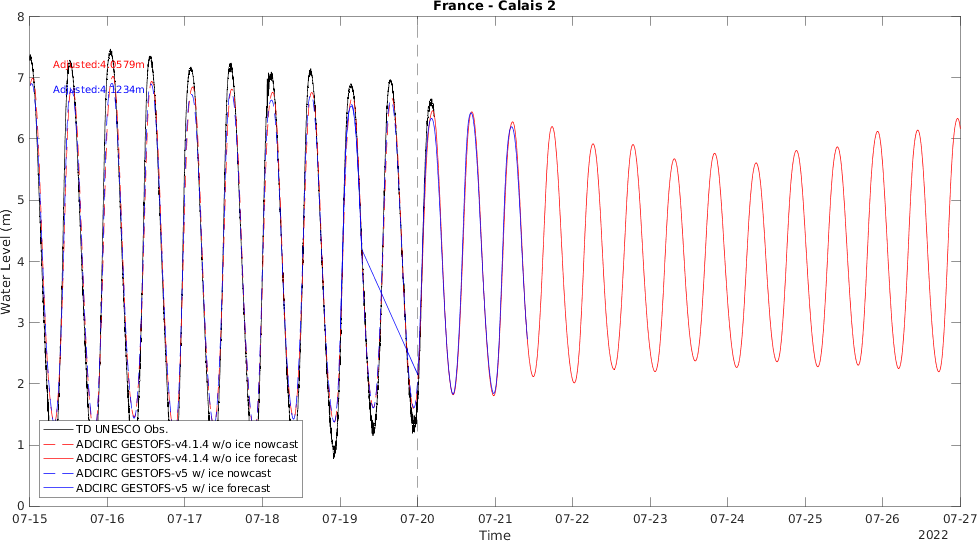 France - Calais 2
8
7
6
5
4
3
2
1
0
Water Level (m)
Adjusted:4.0579m
Adjusted:4.1234m
TD UNESCO Obs.
ADCIRC GESTOFS-v4.1.4 w/o ice nowcast
ADCIRC GESTOFS-v4.1.4 w/o ice forecast
ADCIRC GESTOFS-v5 w/ ice nowcast
ADCIRC GESTOFS-v5 w/ ice forecast
07-15 07-16 07-17 07-18 07-19 07-20 07-21 07-22 07-23 07-24 07-25 07-26 07-27
Time
2022